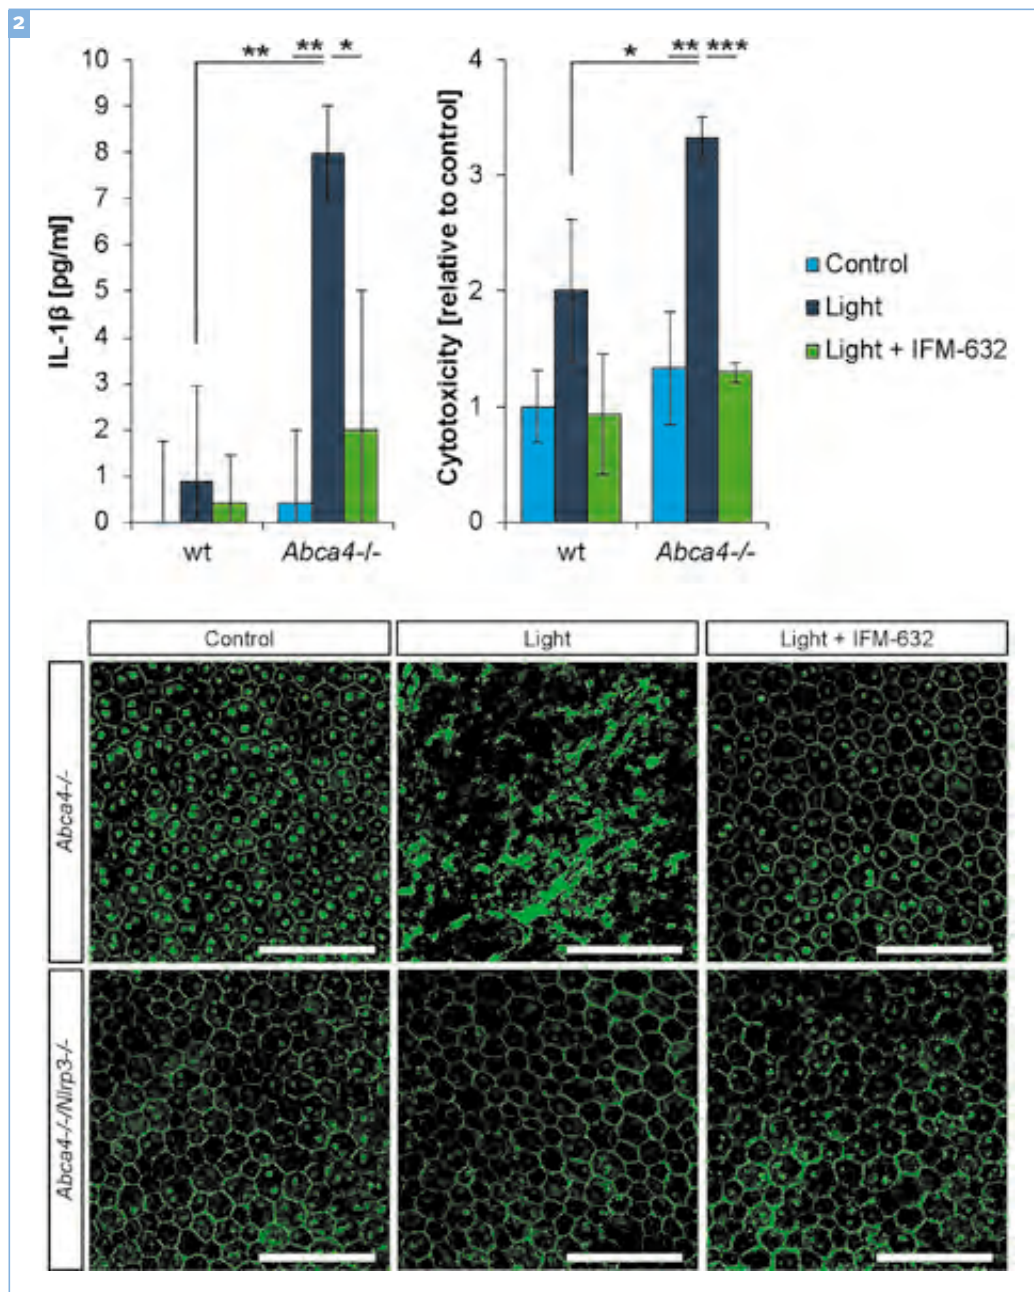 2
** ** *
* ** ***
10
9
8
7
6
5
4
3
2
1
0
IL-1β [pg/ml]
wt
Abca4-/-
4
3
2
1
0
Cytotoxicity [relative to control]
wt
Abca4-/-
Control
Light
Light + IFM-632
Control
Light
Light + IFM-632
Abca4-/-
Abca4-/-/Nlrp3-/-